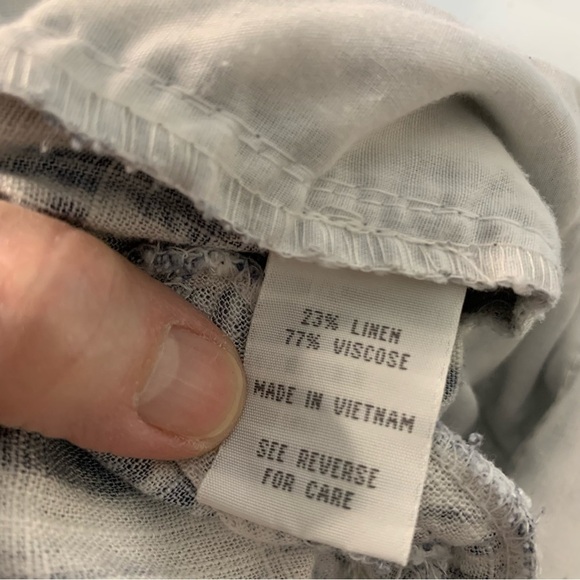 23% LINEN
77% VISCOSE
MADE IN VIETNAM
SEE REVERSE
FOR CARE